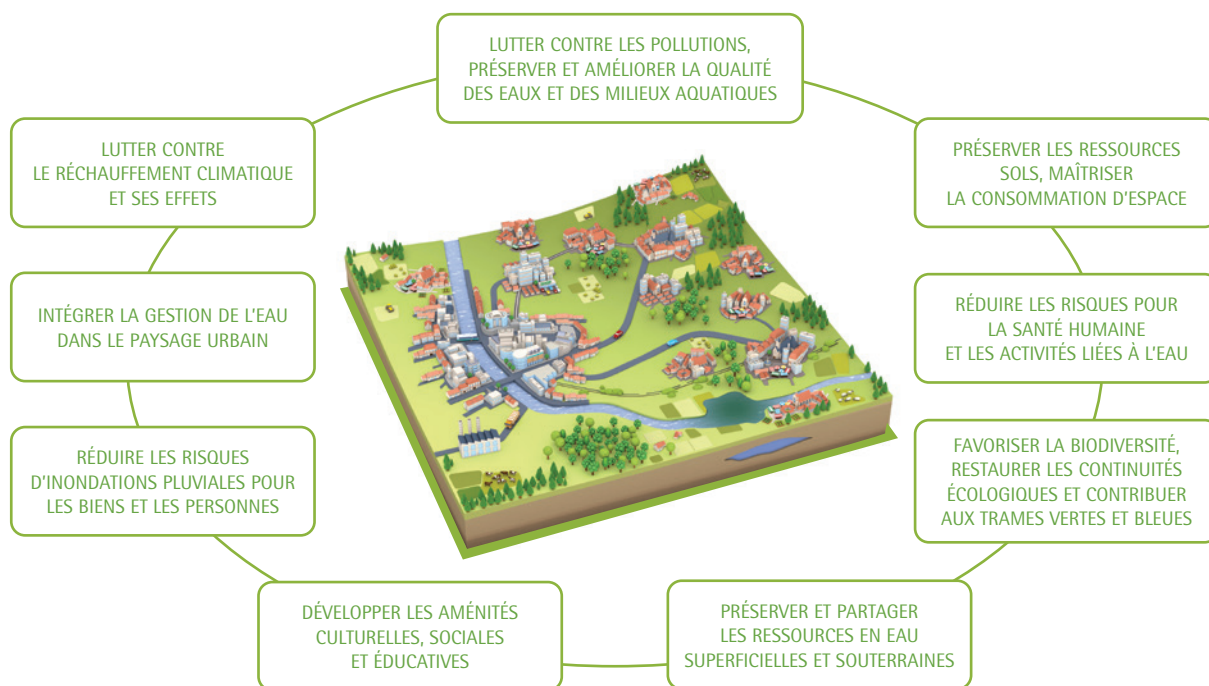 LUTTER CONTRE LES POLLUTIONS,
PRÉSERVER ET AMÉLIORER LA QUALITÉ
DES EAUX ET DES MILIEUX AQUATIQUES
PRÉSERVER LES RESSOURCES
SOLS, MAÎTRISER
LA CONSOMMATION D'ESPACE
RÉDUIRE LES RISQUES POUR
LA SANTÉ HUMAINE
ET LES ACTIVITÉS LIÉES À L'EAU
FAVORISER LA BIODIVERSITÉ,
RESTAURER LES CONTINUITÉS
ÉCOLOGIQUES ET CONTRIBUER
AUX TRAMES VERTES ET BLEUES
PRÉSERVER ET PARTAGER
LES RESSOURCES EN EAU
SUPERFICIELLES ET SOUTERRAINES
DÉVELOPPER LES AMÉNITÉS
CULTURELLES, SOCIALES
ET ÉDUCATIVES
RÉDUIRE LES RISQUES
D'INONDATIONS PLUVIALES POUR
LES BIENS ET LES PERSONNES
INTÉGRER LA GESTION DE L'EAU
DANS LE PAYSAGE URBAIN
LUTTER CONTRE
LE RÉCHAUFFEMENT CLIMATIQUE
ET SES EFFETS